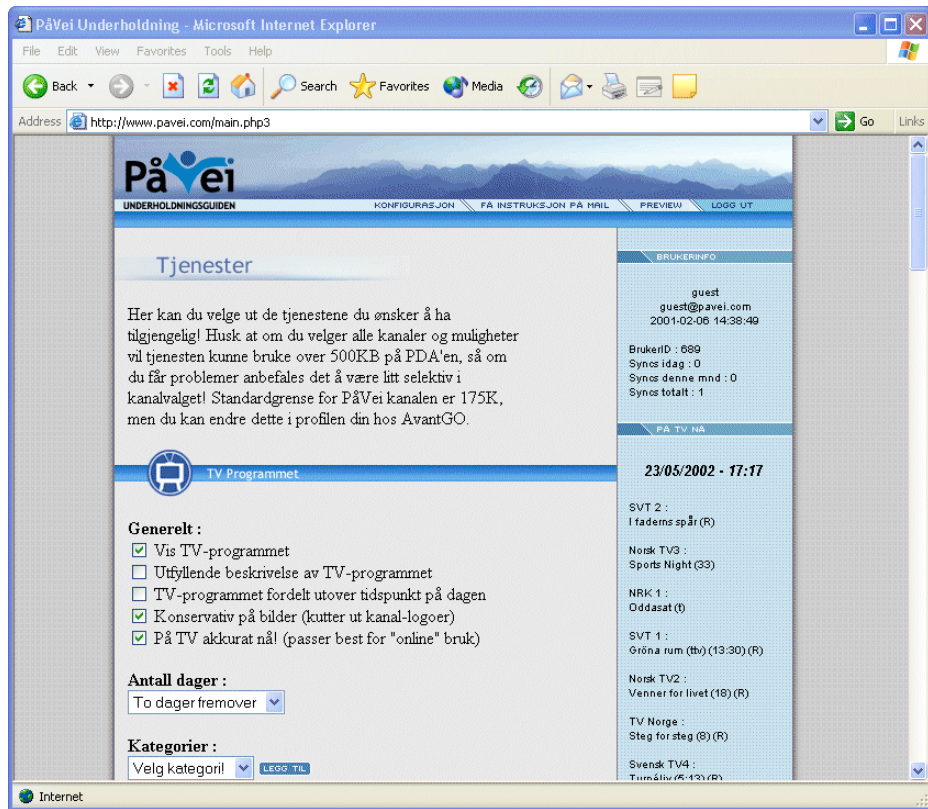 PåVei Underholdning - Microsoft Internet Explorer
File Edit View Favorites Tools Help
Back Search Favorites Media
Address http://www.pavei.com/main.php3 Go Links
PåVei
UNDERHOLDNINGSGUIDEN
KONFIGURASJON FÅ INSTRUKSJON PÅ MAIL PREVIEW LOGG UT
Tjenester
Her kan du velge ut de tjenestene du ønsker å ha
tilgjengelig! Husk at om du velger alle kanaler og muligheter
vil tjenesten kunne bruke over 500KB på PDA'en, så om
du får problemer anbefales det å være litt selektiv i
kanalvalget! Standardgrense for PåVei kanalen er 175K,
men du kan endre dette i profilen din hos AvantGO.
TV Programmet
Generelt :
Vis TV-programmet
Utfyllende beskrivelse av TV-programmet
TV-programmet fordelt utover tidspunkt på dagen
Konservativ på bilder (kutter ut kanal-logoer)
På TV akkurat nå! (passer best for "online" bruk)
Antall dager :
To dager fremover
Kategorier :
Velg kategori! LEGG TIL
BRUKERINFO
guest
guest@pavei.com
2001-02-06 14:38:49
BrukerID : 689
Syncs idag : 0
Syncs denne mnd : 0
Syncs totalt : 1
PÅ TV NÅ
23/05/2002 - 17:17
SVT 2 :
I faderns spår (R)
Norsk TV3 :
Sports Night (33)
NRK 1 :
Oddasat (t)
SVT 1 :
Gröna rum (ttv) (13:30) (R)
Norsk TV2 :
Venner for livet (18) (R)
TV Norge :
Steg for steg (8) (R)
Svensk TV4 :
Turnáliv (5:13) (R)
Internet